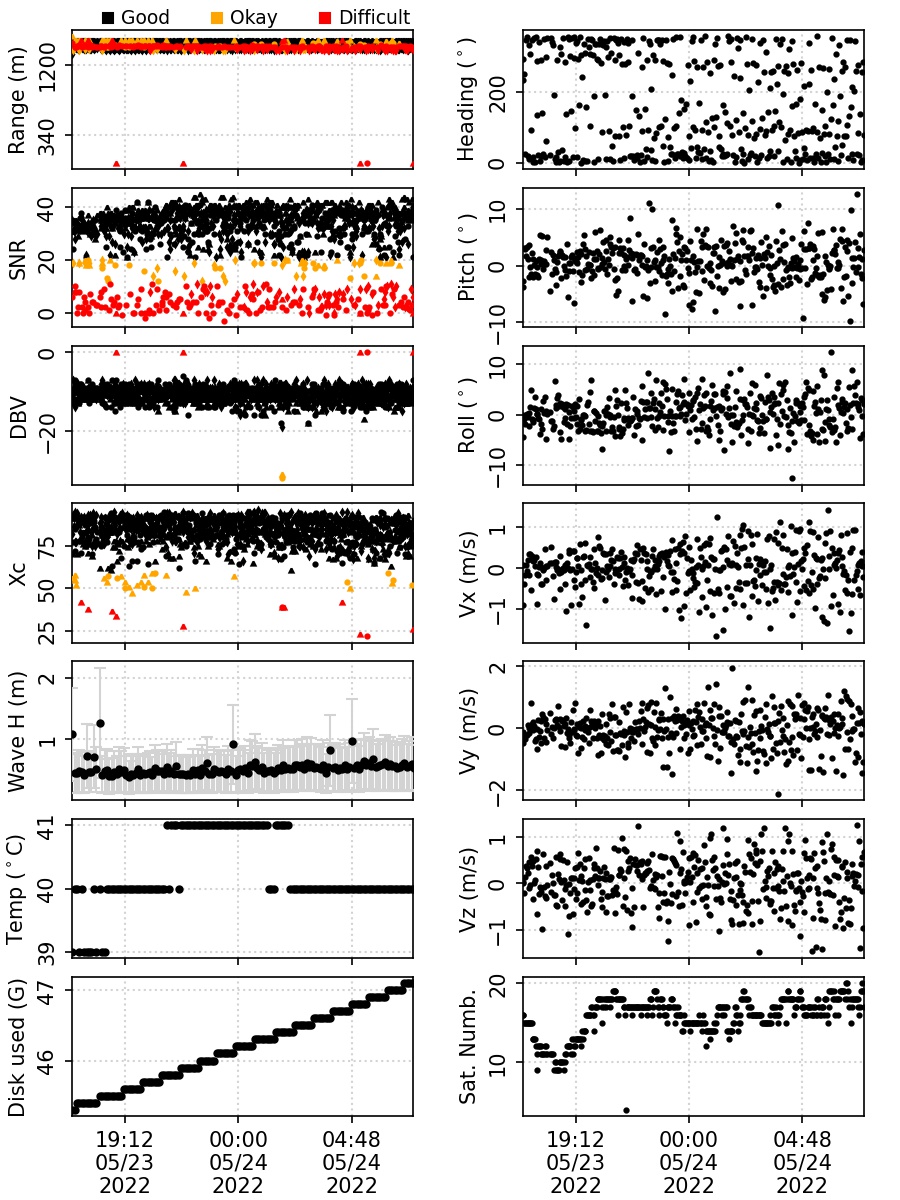 Good Okay Difficult
Range (m)
1200
340
Heading (°)
200
0
SNR
40
20
0
Pitch (°)
10
0
−10
DBV
0
−20
Roll (°)
10
0
−10
Xc
75
50
25
Vx (m/s)
1
0
−1
Wave H (m)
2
1
Vy (m/s)
2
0
−2
Temp (°C)
41
40
39
Vz (m/s)
1
0
−1
Disk used (G)
47
46
Sat. Numb.
20
10
19:12 00:00 04:48
05/23 05/24 05/24
2022 2022 2022
19:12 00:00 04:48
05/23 05/24 05/24
2022 2022 2022